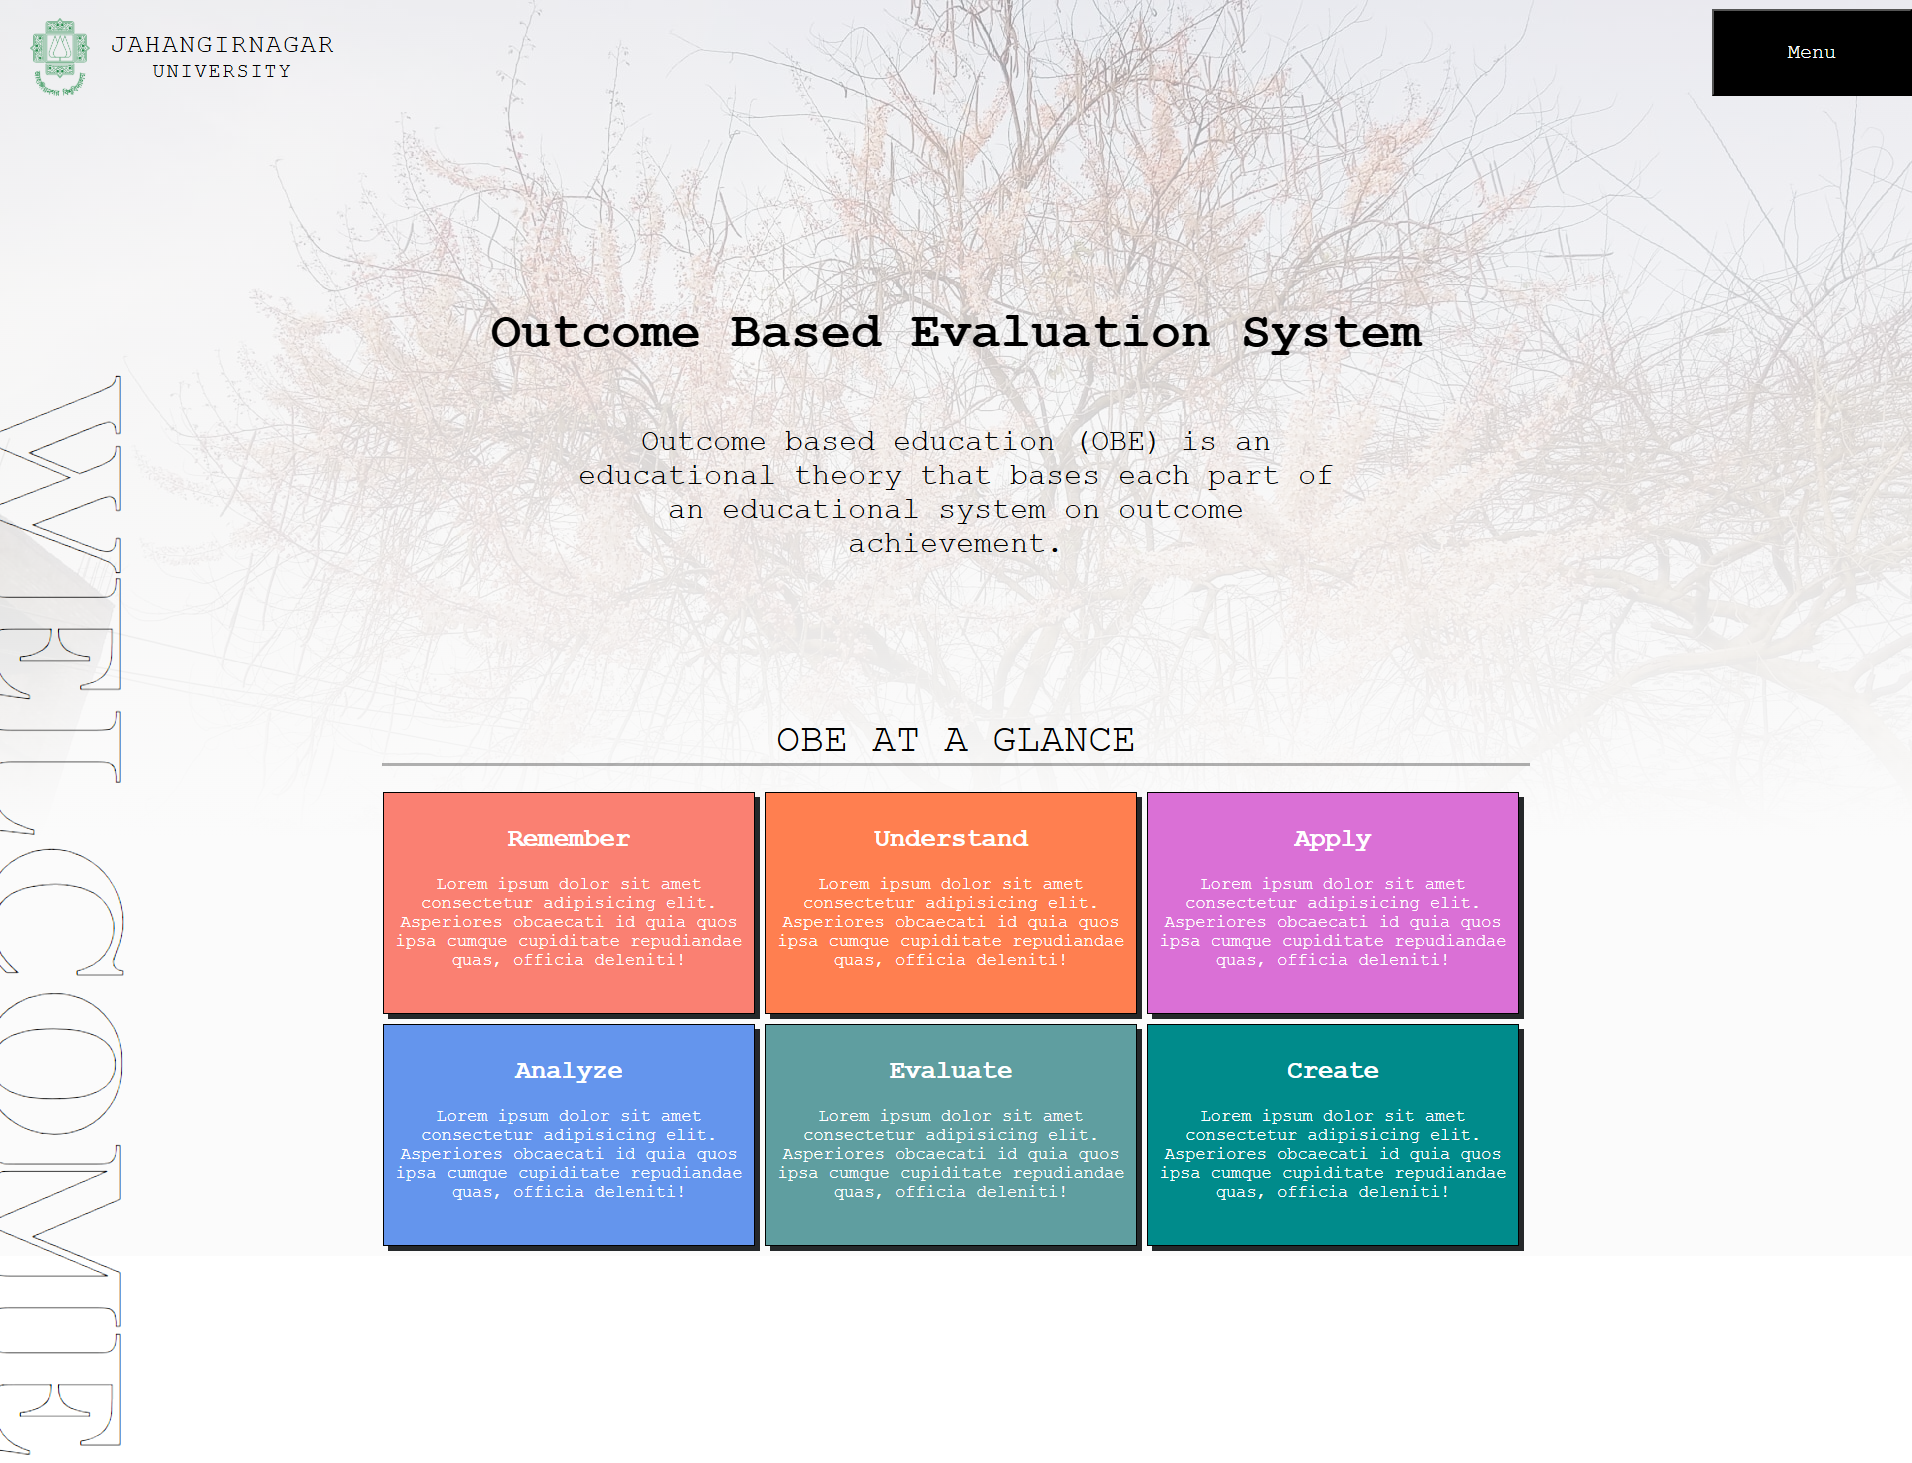 JAHANGIRNAGAR
UNIVERSITY
Menu
Outcome Based Evaluation System
Outcome based education (OBE) is an
educational theory that bases each part of
an educational system on outcome
achievement.
WELCOME
OBE AT A GLANCE
Remember
Lorem ipsum dolor sit amet
consectetur adipisicing elit.
Asperiores obcaecati id quia quos
ipsa cumque cupiditate repudiandae
quas, officia deleniti!
Understand
Lorem ipsum dolor sit amet
consectetur adipisicing elit.
Asperiores obcaecati id quia quos
ipsa cumque cupiditate repudiandae
quas, officia deleniti!
Apply
Lorem ipsum dolor sit amet
consectetur adipisicing elit.
Asperiores obcaecati id quia quos
ipsa cumque cupiditate repudiandae
quas, officia deleniti!
Analyze
Lorem ipsum dolor sit amet
consectetur adipisicing elit.
Asperiores obcaecati id quia quos
ipsa cumque cupiditate repudiandae
quas, officia deleniti!
Evaluate
Lorem ipsum dolor sit amet
consectetur adipisicing elit.
Asperiores obcaecati id quia quos
ipsa cumque cupiditate repudiandae
quas, officia deleniti!
Create
Lorem ipsum dolor sit amet
consectetur adipisicing elit.
Asperiores obcaecati id quia quos
ipsa cumque cupiditate repudiandae
quas, officia deleniti!